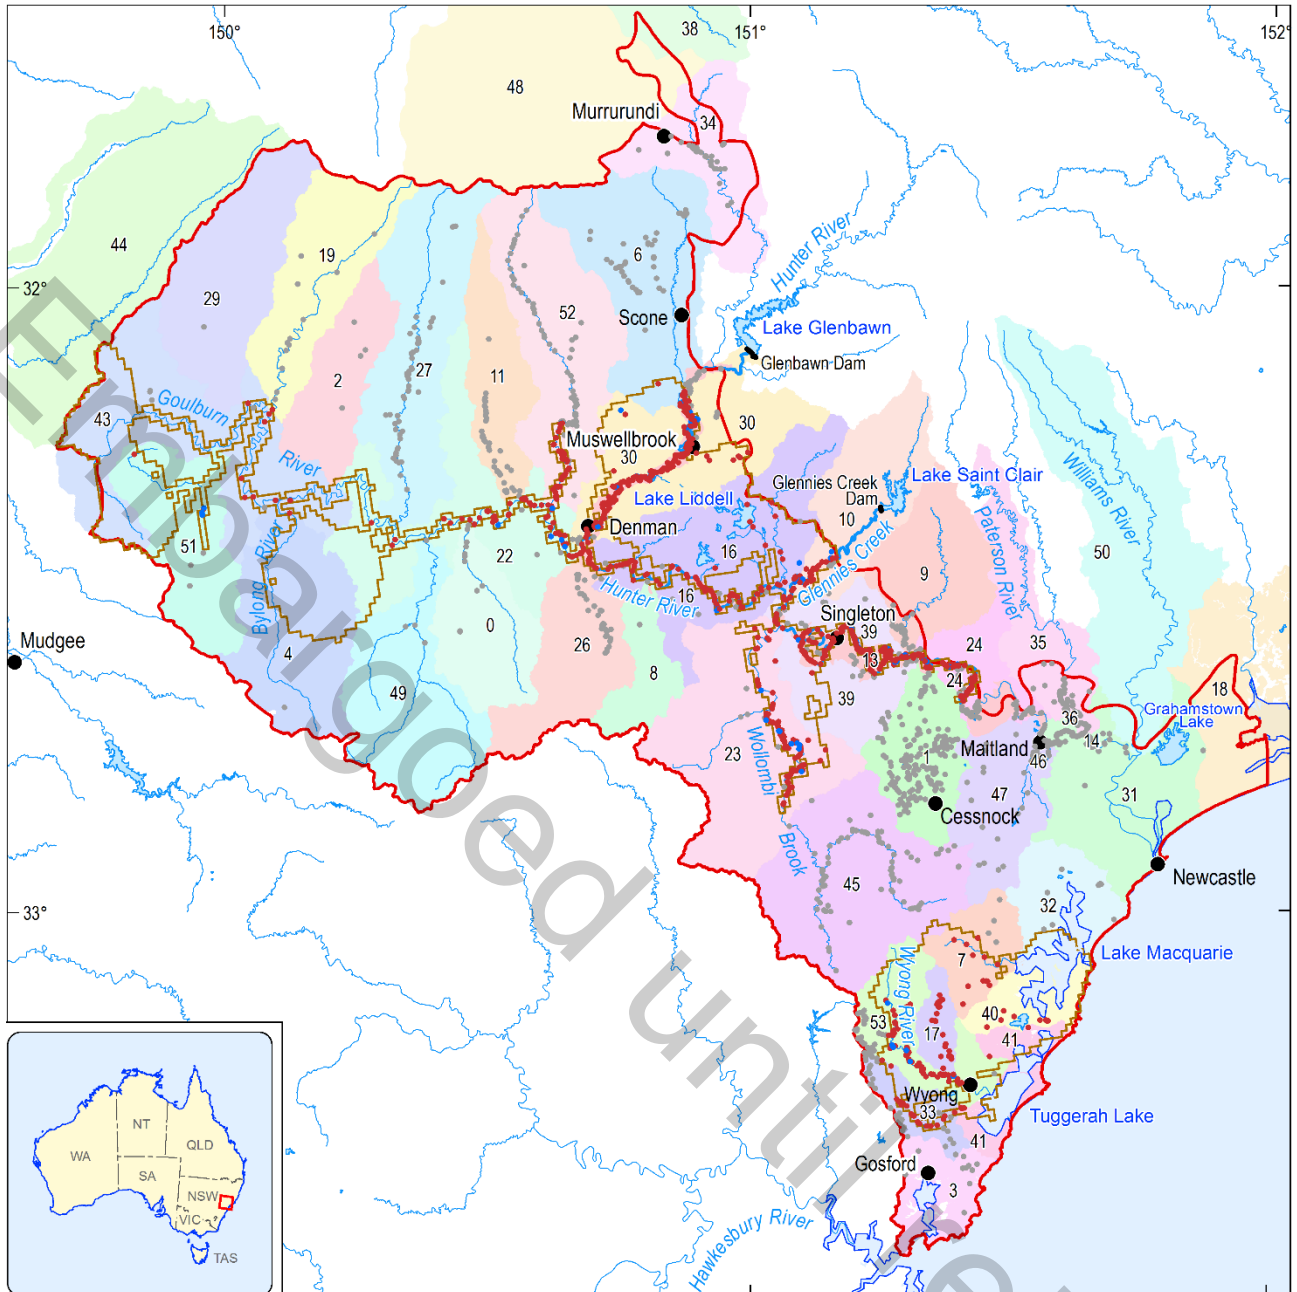 150°
151°
152°
38
48
Murrurundi
34
44
19
6
Hunter River
29
32°
52
Scone
Lake Glenbawn
Glenbawn Dam
27
2
11
Goulburn
43
30
Muswellbrook
30
River
Lake Liddell
Glennies Creek
Dam
10
Lake Saint Clair
Williams River
Denman
Paterson River
51
22
16
50
Bylong River
Hunter River
16
Glennies Creek
9
Singleton
0
39
Mudgee
26
13
24
35
4
8
24
49
39
18
36
Grahamstown
Lake
14
23
Wollombi
Maitland
46
1
47
31
Cessnock
Brook
Newcastle
45
32
33°
Wyong River
7
Lake Macquarie
53
40
17
41
Wyong
33
Tuggerah Lake
41
Gosford
3
Hawkesbury River
NT
WA
QLD
SA
NSW
VIC
TAS
Embargoed until